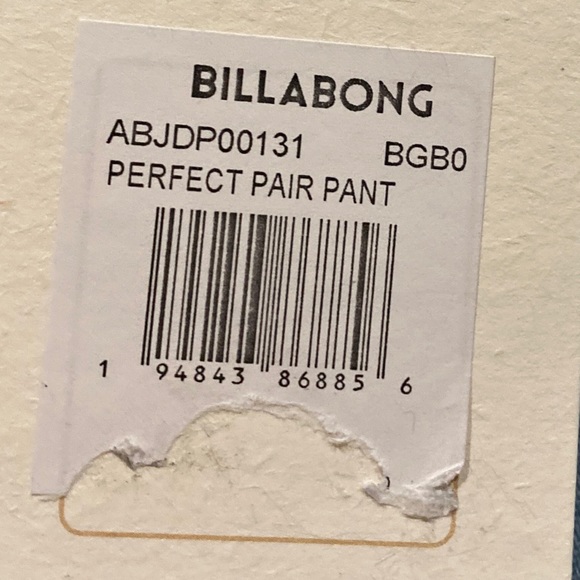 BILLABONG
ABJDP00131 BGB0
PERFECT PAIR PANT
1 94843 86885 6